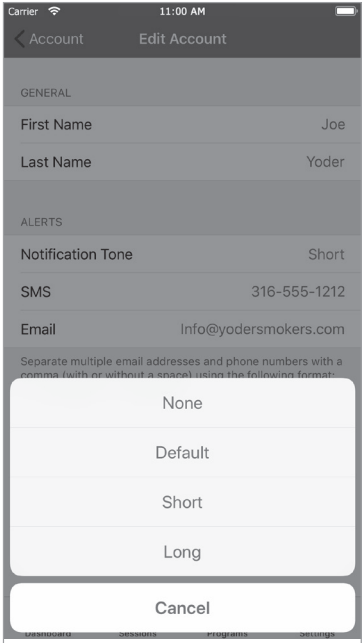 Carrier 11:00 AM
Account Edit Account
GENERAL
First Name Joe
Last Name Yoder
ALERTS
Notification Tone Short
SMS 316-555-1212
Email Info@yodersmokers.com
Separate multiple email addresses and phone numbers with a
comma (with or without a space) using the following format:
None
Default
Short
Long
Cancel
Dashboard Sessions Programs Settings